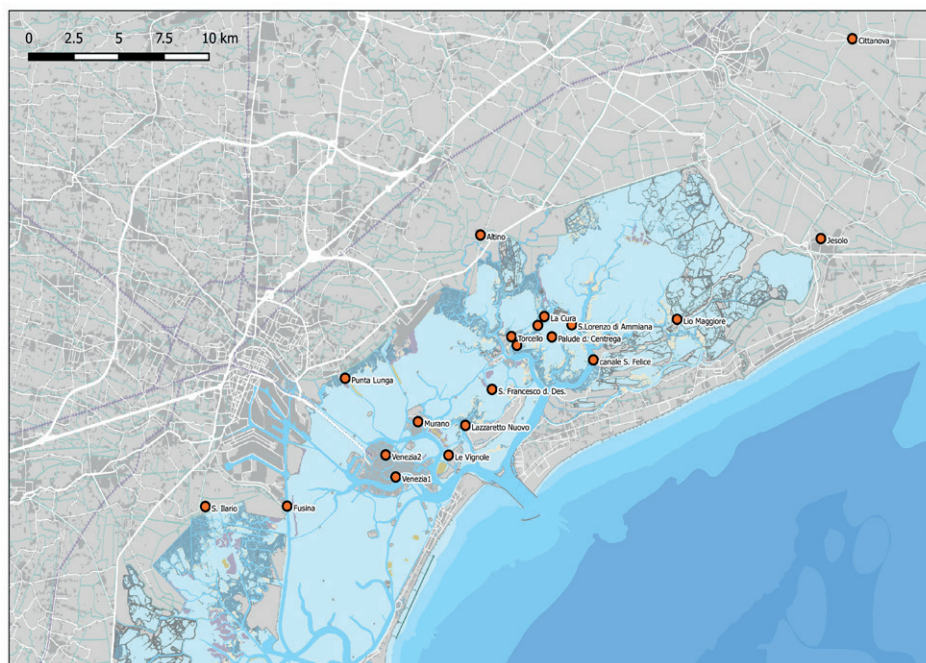 0 2.5 5 7.5 10 km
Cittanova
Altino
Jesolo
La Cura
S.Lorenzo di Ammiana
Lio Maggiore
Torcello
Palude d. Centrega
canale S. Felice
Punta Lunga
S. Francesco d. Des.
Murano
Lazzaretto Nuovo
Venezia2
Le Vignole
Venezia1
S. Ilario
Fusina